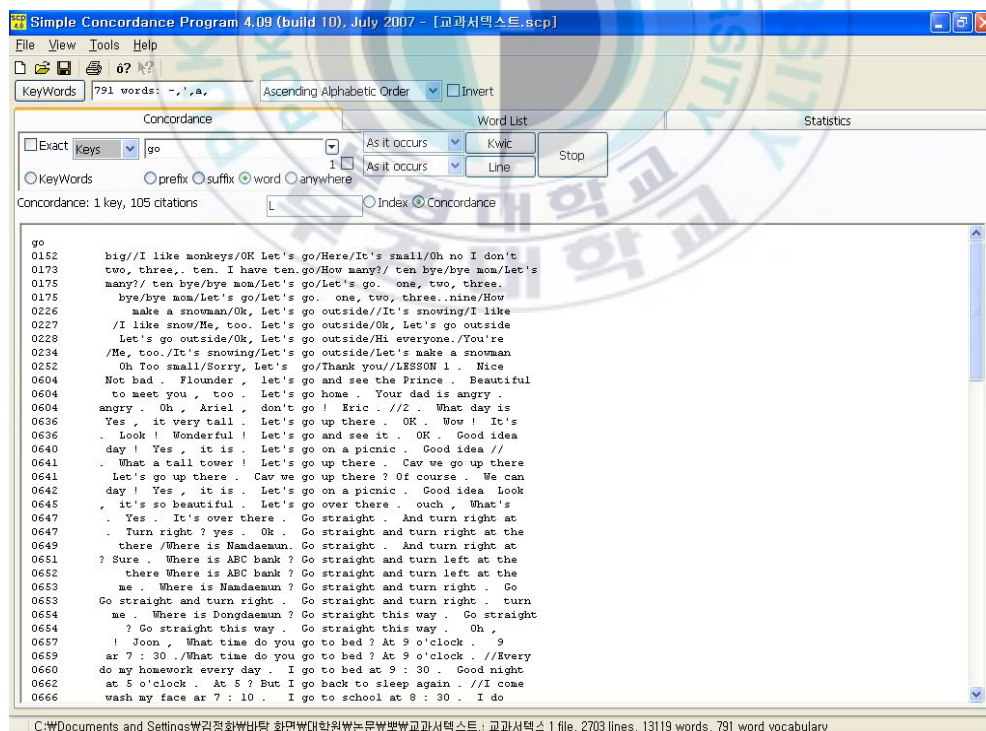 Simple Concordance Program 4.09 (build 10), July 2007 - [교과서텍스트.scp]
File View Tools Help
KeyWords 791 words: -,',a, Ascending Alphabetic Order Invert
Concordance Word List Statistics
Exact Keys go As it occurs Kwic Stop
1 As it occurs Line
KeyWords prefix suffix word anywhere
Concordance: 1 key, 105 citations L Index Concordance
go
0152 big//I like monkeys/OK Let's go/Here/It's small/Oh no I don't
0173 two, three,. ten. I have ten.go/How many?/ ten bye/bye mom/Let's
0175 many?/ ten bye/bye mom/Let's go/Let's go. one, two, three.
0175 bye/bye mom/Let's go/Let's go. one, two, three..nine/How
0226 make a snowman/Ok, Let's go outside//It's snowing/I like
0227 /I like snow/Me, too. Let's go outside/Ok, Let's go outside
0228 Let's go outside/Ok, Let's go outside/Hi everyone./You're
0234 /Me, too./It's snowing/Let's go outside/Let's make a snowman
0252 Oh Too small/Sorry, Let's go/Thank you//LESSON 1 . Nice
0604 Not bad . Flounder , let's go and see the Prince . Beautiful
0604 to meet you , too . Let's go home . Your dad is angry .
0604 angry . Oh , Ariel , don't go ! Eric . //2 . What day is
0636 Yes , it very tall . Let's go up there . OK . Wow ! It's
0636 . Look ! Wonderful ! Let's go and see it . OK . Good idea
0640 day ! Yes , it is . Let's go on a picnic . Good idea //
0641 . What a tall tower ! Let's go up there . Cav we go up there
0641 Let's go up there . Cav we go up there ? Of course . We can
0642 day ! Yes , it is . Let's go on a picnic . Good idea Look
0645 , it's so beautiful . Let's go over there . ouch , What's
0647 . Yes . It's over there . Go straight . And turn right at
0647 . Turn right ? yes . Ok . Go straight and turn right at the
0649 there /Where is Namdaemun. Go straight . And turn right at
0651 ? Sure . Where is ABC bank ? Go straight and turn left at the
0652 there Where is ABC bank ? Go straight and turn left at the
0653 me . Where is Namdaemun ? Go straight and turn right . Go
0653 Go straight and turn right . Go straight and turn right . turn
0654 me . Where is Dongdaemun ? Go straight this way . Go straight
0654 ? Go straight this way . Go straight this way . Oh ,
0657 ! Joon , What time do you go to bed ? At 9 o'clock . 9
0659 ar 7 : 30 ./What time do you go to bed ? At 9 o'clock . //Every
0660 do my homework every day . I go to bed at 9 : 30 . Good night
0662 at 5 o'clock . At 5 ? But I go back to sleep again . //I come
0666 wash my face ar 7 : 10 . I go to school at 8 : 30 . I do
C:₩Documents and Settings₩김정화₩바탕 화면₩대학원₩논문₩뽀₩교과서텍스트.: 교과서텍스 1 file, 2703 lines, 13119 words, 791 word vocabulary